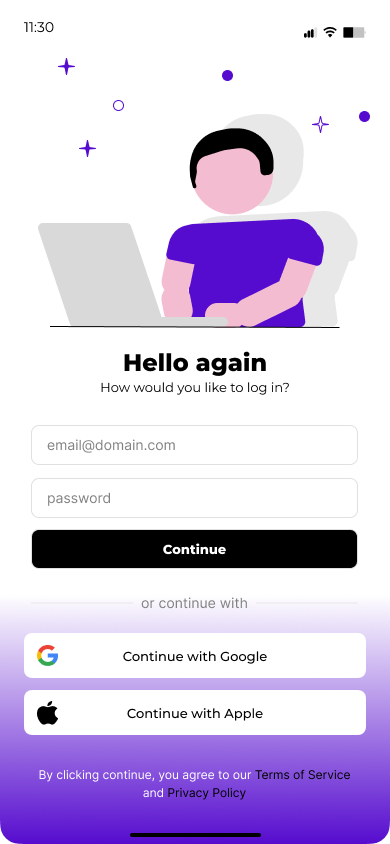 11:30
Hello again
How would you like to log in?
email@domain.com
password
Continue
or continue with
Continue with Google
Continue with Apple
By clicking continue, you agree to our Terms of Service
and Privacy Policy